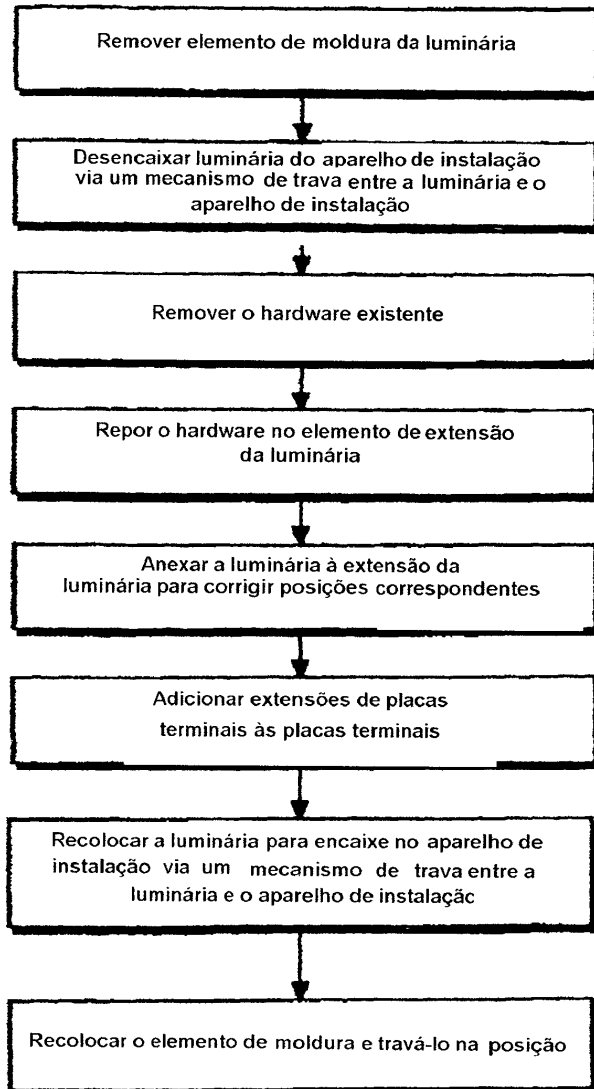 Remover elemento de moldura da luminária
Desencaixar luminária do aparelho de instalação
via um mecanismo de trava entre a luminária e o
aparelho de instalação
Remover o hardware existente
Repor o hardware no elemento de extensão
da luminária
Anexar a luminária à extensão da
luminária para corrigir posições correspondentes
Adicionar extensões de placas
terminais às placas terminais
Recolocar a luminária para encaixe no aparelho de
instalação via um mecanismo de trava entre a
luminária e o aparelho de instalação
Recolocar o elemento de moldura e travá-lo na posição